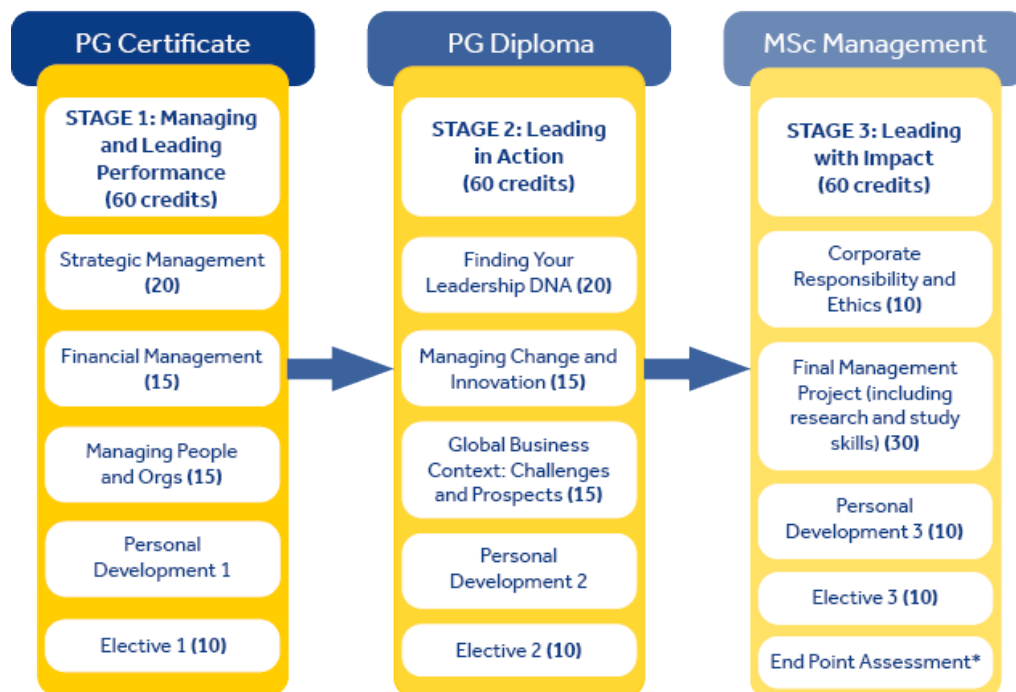 PG Certificate
STAGE 1: Managing
and Leading
Performance
(60 credits)
Strategic Management
(20)
Financial Management
(15)
Managing People
and Orgs (15)
Personal
Development 1
Elective 1 (10)
PG Diploma
STAGE 2: Leading
in Action
(60 credits)
Finding Your
Leadership DNA (20)
Managing Change and
Innovation (15)
Global Business
Context: Challenges
and Prospects (15)
Personal
Development 2
Elective 2 (10)
MSc Management
STAGE 3: Leading
with Impact
(60 credits)
Corporate
Responsibility and
Ethics (10)
Final Management
Project (including
research and study
skills) (30)
Personal
Development 3 (10)
Elective 3 (10)
End Point Assessment*